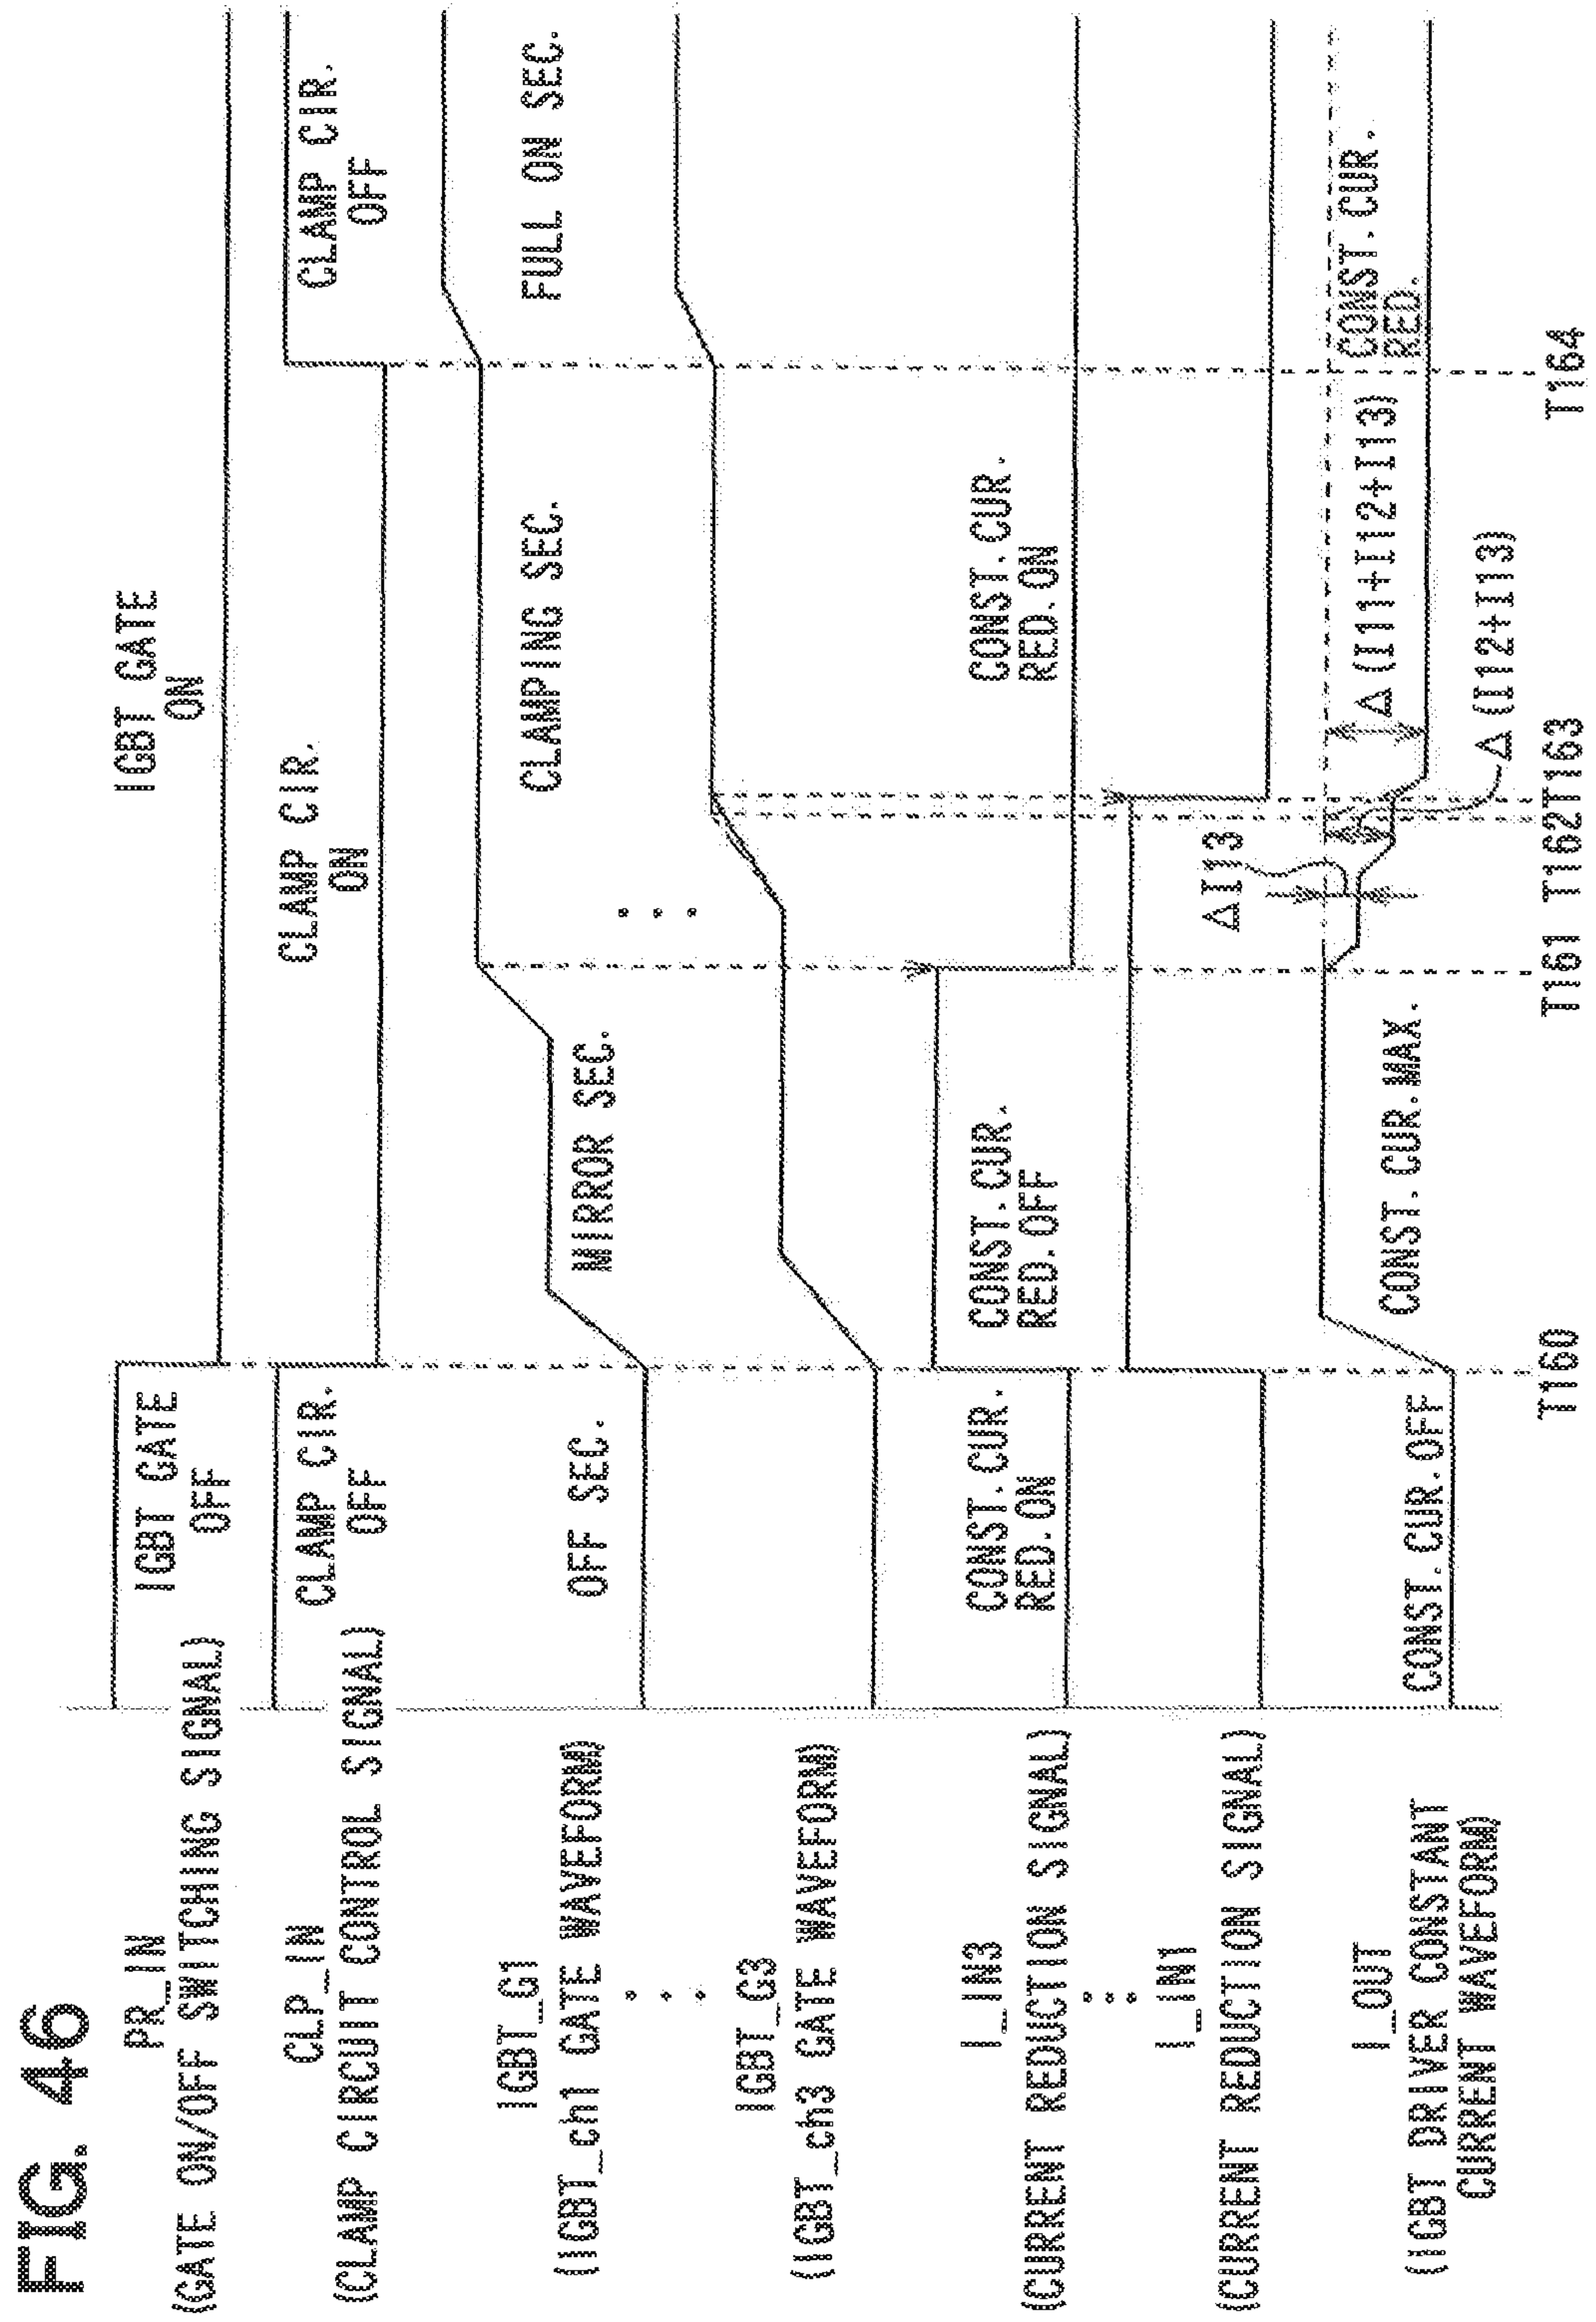 FIG. 46
PR_IN
(GATE ON/OFF SWITCHING SIGNAL)
IGBT GATE
OFF
IGBT GATE
ON
CLP_IN
(CLAMP CIRCUIT CONTROL SIGNAL)
CLAMP CIR.
OFF
CLAMP CIR.
ON
CLAMP CIR.
OFF
IGBT_G1
(IGBT_ch1 GATE WAVEFORM)
OFF SEC.
MIRROR SEC.
CLAMPING SEC.
FULL ON SEC.
IGBT_G3
(IGBT_ch3 GATE WAVEFORM)
I_IN3
(CURRENT REDUCTION SIGNAL)
CONST.CUR.
RED.ON
CONST.CUR.
RED.OFF
CONST.CUR.
RED.ON
I_IN1
(CURRENT REDUCTION SIGNAL)
I_OUT
(IGBT DRIVER CONSTANT
CURRENT WAVEFORM)
CONST.CUR.OFF
CONST.CUR.MAX.
ΔI13
Δ(I12+I13)
Δ(I11+I12+I13)
CONST.CUR.
RED.
T160
T161
T162
T163
T164